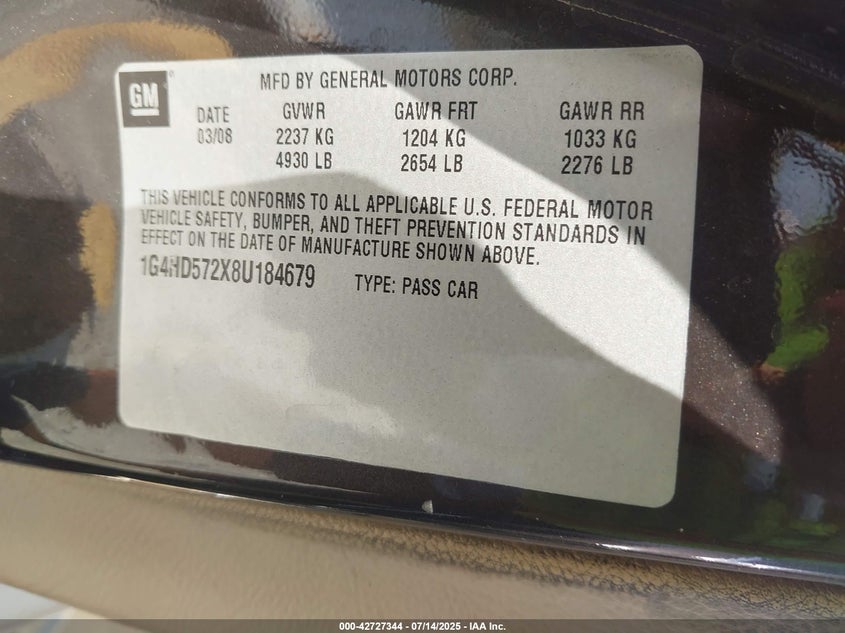 MFD BY GENERAL MOTORS CORP.
GM ®
DATE GVWR GAWR FRT GAWR RR
03/08 2237 KG 1204 KG 1033 KG
4930 LB 2654 LB 2276 LB
THIS VEHICLE CONFORMS TO ALL APPLICABLE U.S. FEDERAL MOTOR
VEHICLE SAFETY, BUMPER, AND THEFT PREVENTION STANDARDS IN
EFFECT ON THE DATE OF MANUFACTURE SHOWN ABOVE.
1G4HD572X8U184679 TYPE: PASS CAR
000-42727344 | 07/14/2025 - IAA Inc.